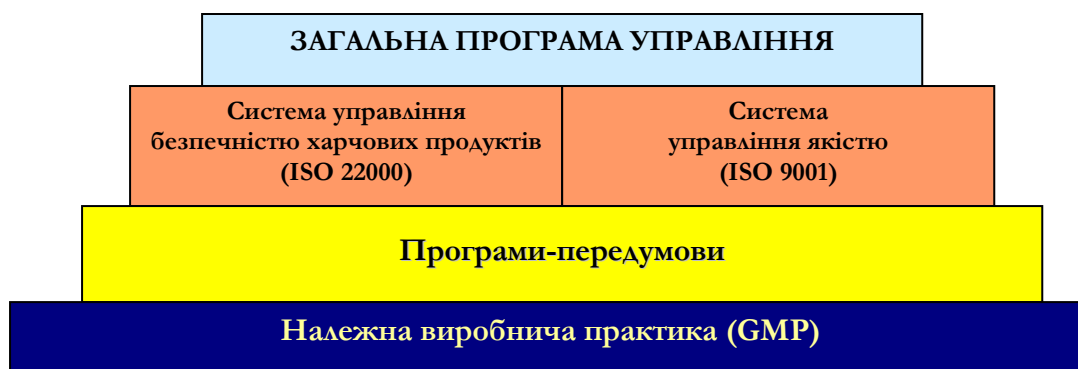 ЗАГАЛЬНА ПРОГРАМА УПРАВЛІННЯ
Система управління
безпечністю харчових продуктів
(ISO 22000)
Система
управління якістю
(ISO 9001)
Програми-передумови
Належна виробнича практика (GMP)